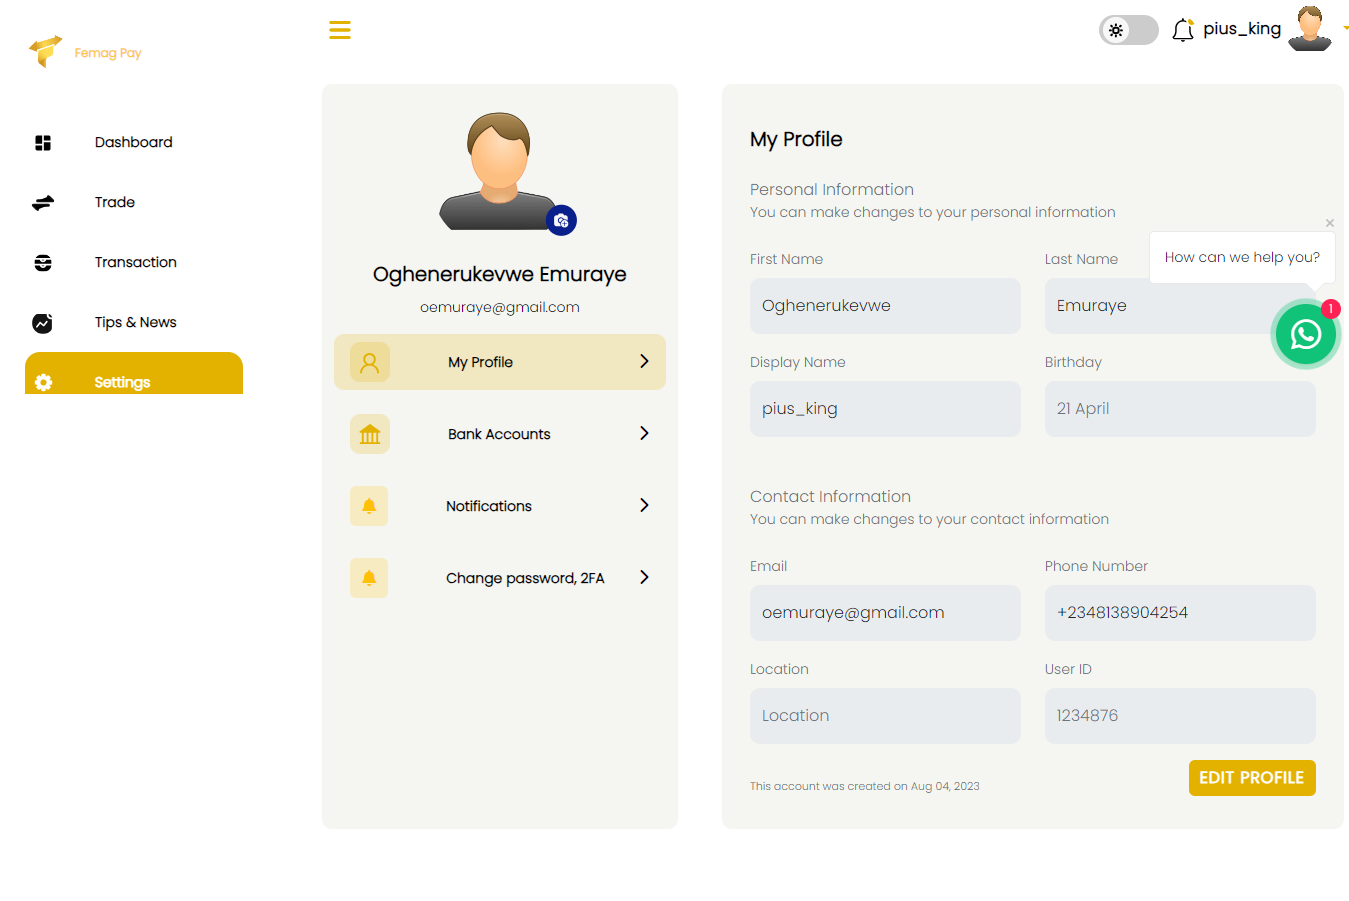 Femag Pay
pius_king
Dashboard
Trade
Transaction
Tips & News
Settings
Oghenerukevwe Emuraye
oemuraye@gmail.com
My Profile
Bank Accounts
Notifications
Change password, 2FA
My Profile
Personal Information
You can make changes to your personal information
How can we help you?
1
First Name
Last Name
Oghenerukevwe
Emuraye
Display Name
Birthday
pius_king
21 April
Contact Information
You can make changes to your contact information
Email
Phone Number
oemuraye@gmail.com
+2348138904254
Location
User ID
Location
1234876
This account was created on Aug 04, 2023
EDIT PROFILE